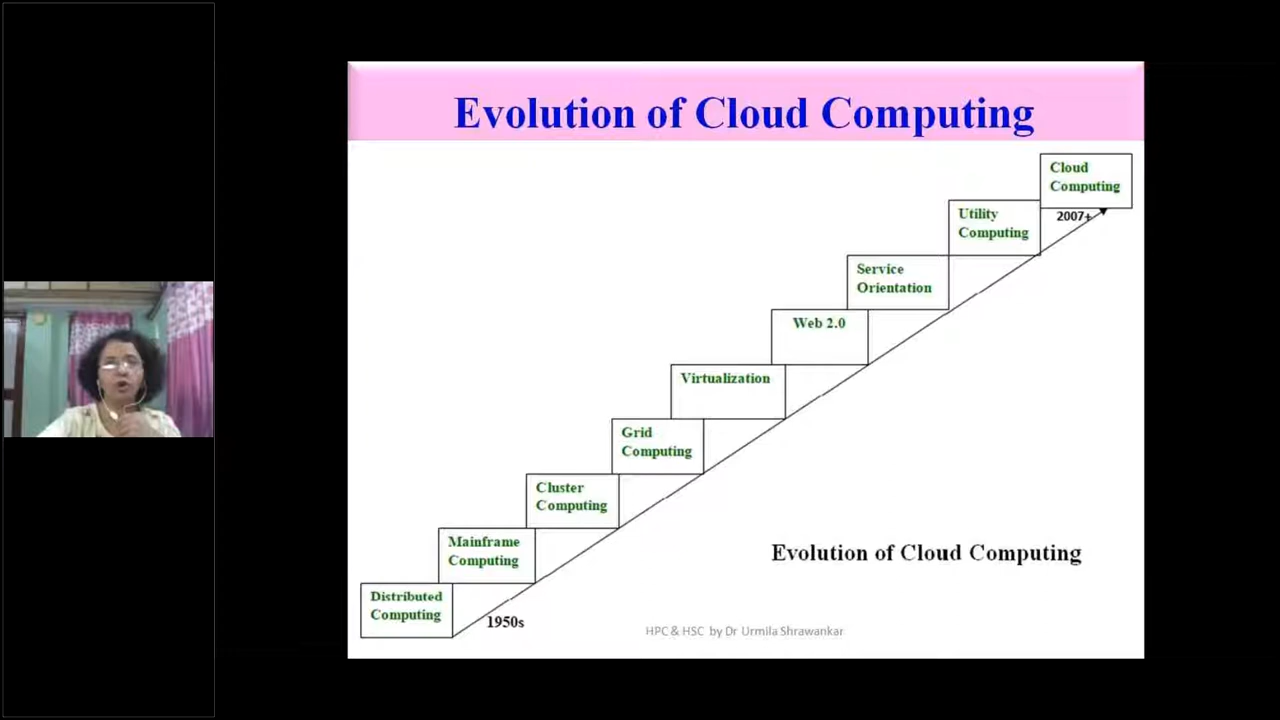 Evolution of Cloud Computing
Cloud
Computing
2007+
Utility
Computing
Service
Orientation
Web 2.0
Virtualization
Grid
Computing
Cluster
Computing
Mainframe
Computing
Evolution of Cloud Computing
Distributed
Computing
1950s
HPC & HSC by Dr Urmila Shrawankar